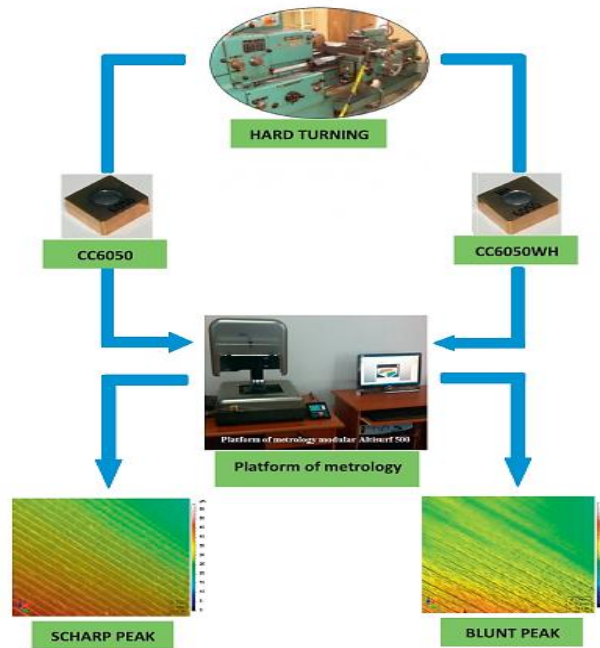 HARD TURNING
CC6050
CC6050WH
Platform of metrology modular Altisurf 500
Platform of metrology
SCHARP PEAK
BLUNT PEAK